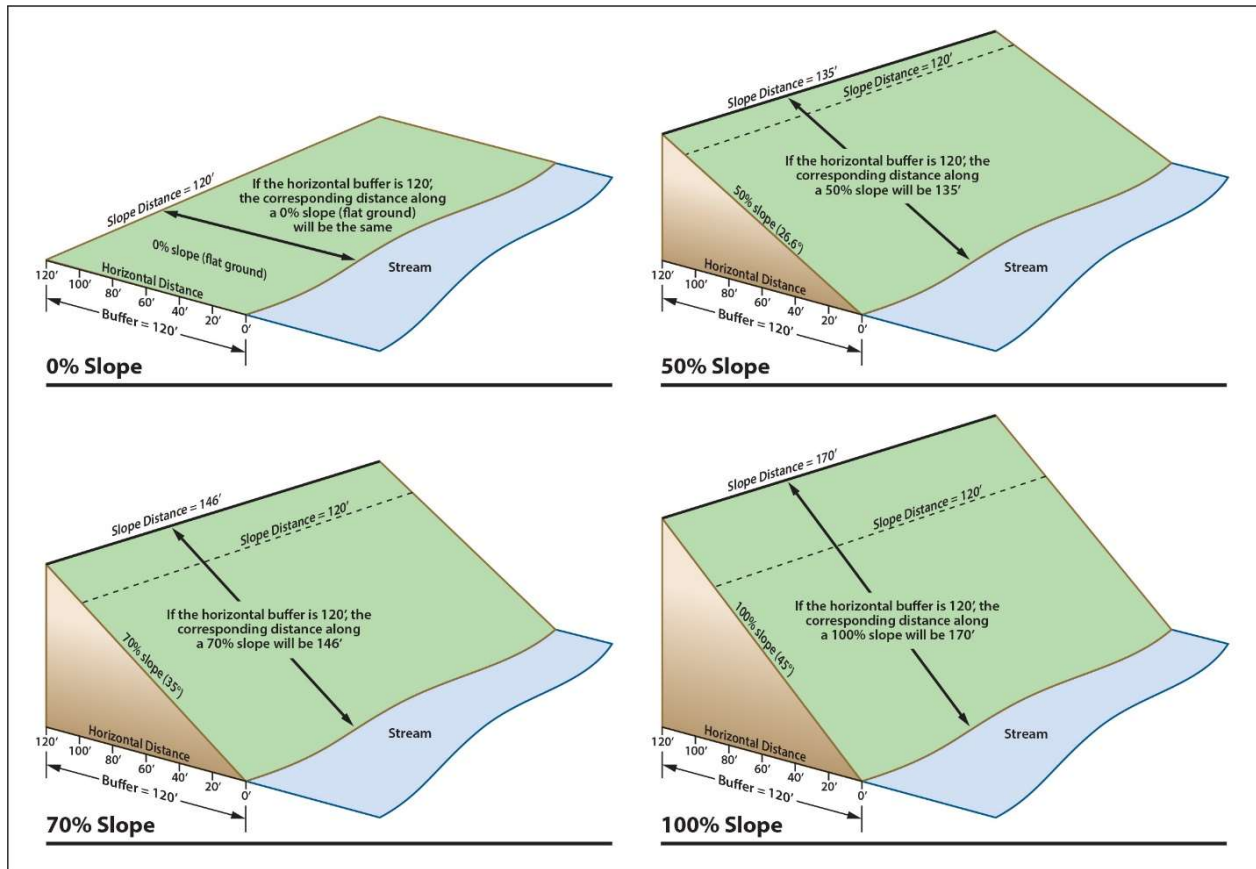 Slope Distance = 120'
If the horizontal buffer is 120',
the corresponding distance along
a 0% slope (flat ground)
will be the same
0% slope (flat ground)
Stream
Horizontal Distance
120'
100'
80'
60'
40'
20'
0'
Buffer = 120'
0% Slope
Slope Distance = 135'
Slope Distance = 120'
If the horizontal buffer is 120', the
corresponding distance along
a 50% slope will be 135'
50% slope (26.6°)
Stream
Horizontal Distance
120'
100'
80'
60'
40'
20'
0'
Buffer = 120'
50% Slope
Slope Distance = 146'
Slope Distance = 120'
If the horizontal buffer is 120', the
corresponding distance along
a 70% slope will be 146'
70% slope (35°)
Stream
Horizontal Distance
120'
100'
80'
60'
40'
20'
0'
Buffer = 120'
70% Slope
Slope Distance = 170'
Slope Distance = 120'
If the horizontal buffer is 120', the
corresponding distance along
a 100% slope will be 170'
100% slope (45°)
Stream
Horizontal Distance
120'
100'
80'
60'
40'
20'
0'
Buffer = 120'
100% Slope